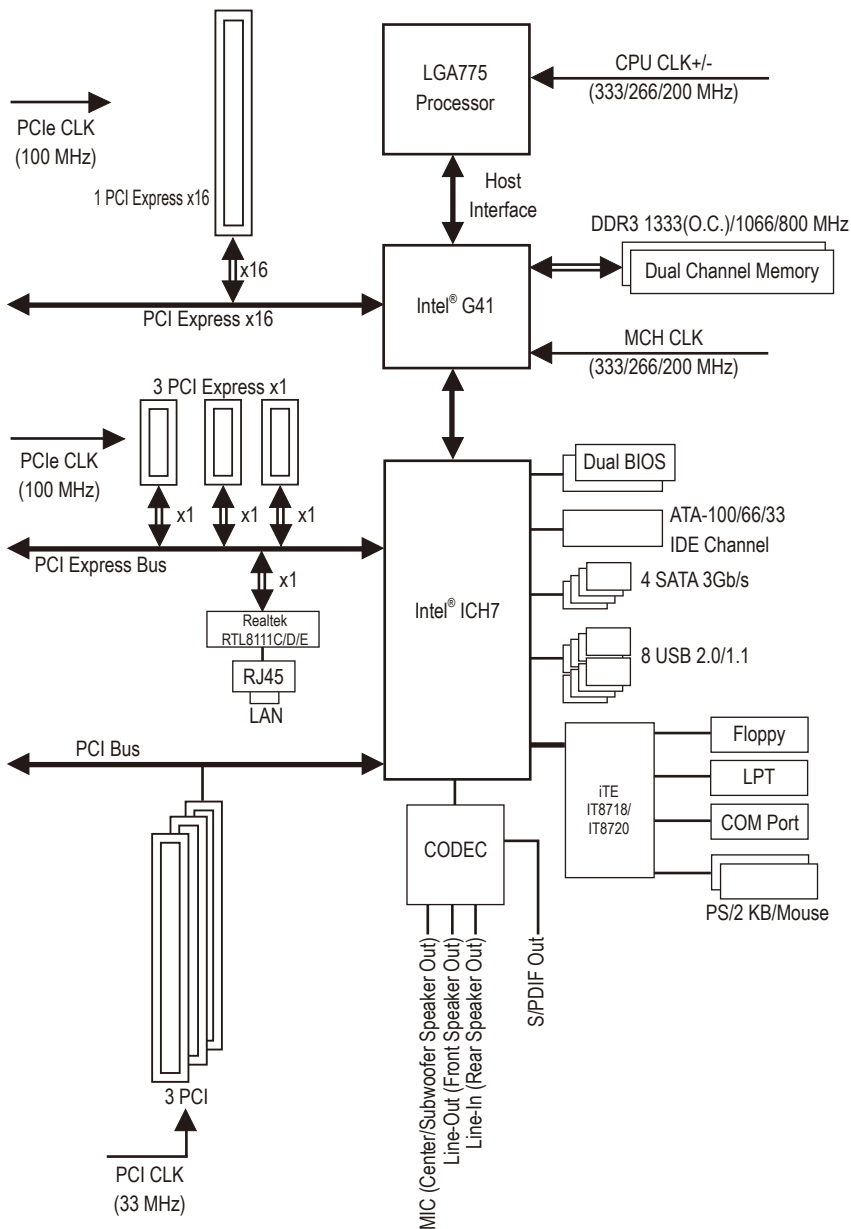 LGA775
Processor
CPU CLK+/-
(333/266/200 MHz)
PCIe CLK
(100 MHz)
1 PCI Express x16
Host
Interface
DDR3 1333(O.C.)/1066/800 MHz
Dual Channel Memory
x16
PCI Express x16
Intel® G41
MCH CLK
(333/266/200 MHz)
3 PCI Express x1
PCIe CLK
(100 MHz)
x1
x1
x1
PCI Express Bus
x1
Realtek
RTL8111C/D/E
RJ45
LAN
Intel® ICH7
Dual BIOS
ATA-100/66/33
IDE Channel
4 SATA 3Gb/s
8 USB 2.0/1.1
PCI Bus
iTE
IT8718/
IT8720
Floppy
LPT
COM Port
PS/2 KB/Mouse
CODEC
MIC (Center/Subwoofer Speaker Out)
Line-Out (Front Speaker Out)
Line-In (Rear Speaker Out)
S/PDIF Out
3 PCI
PCI CLK
(33 MHz)